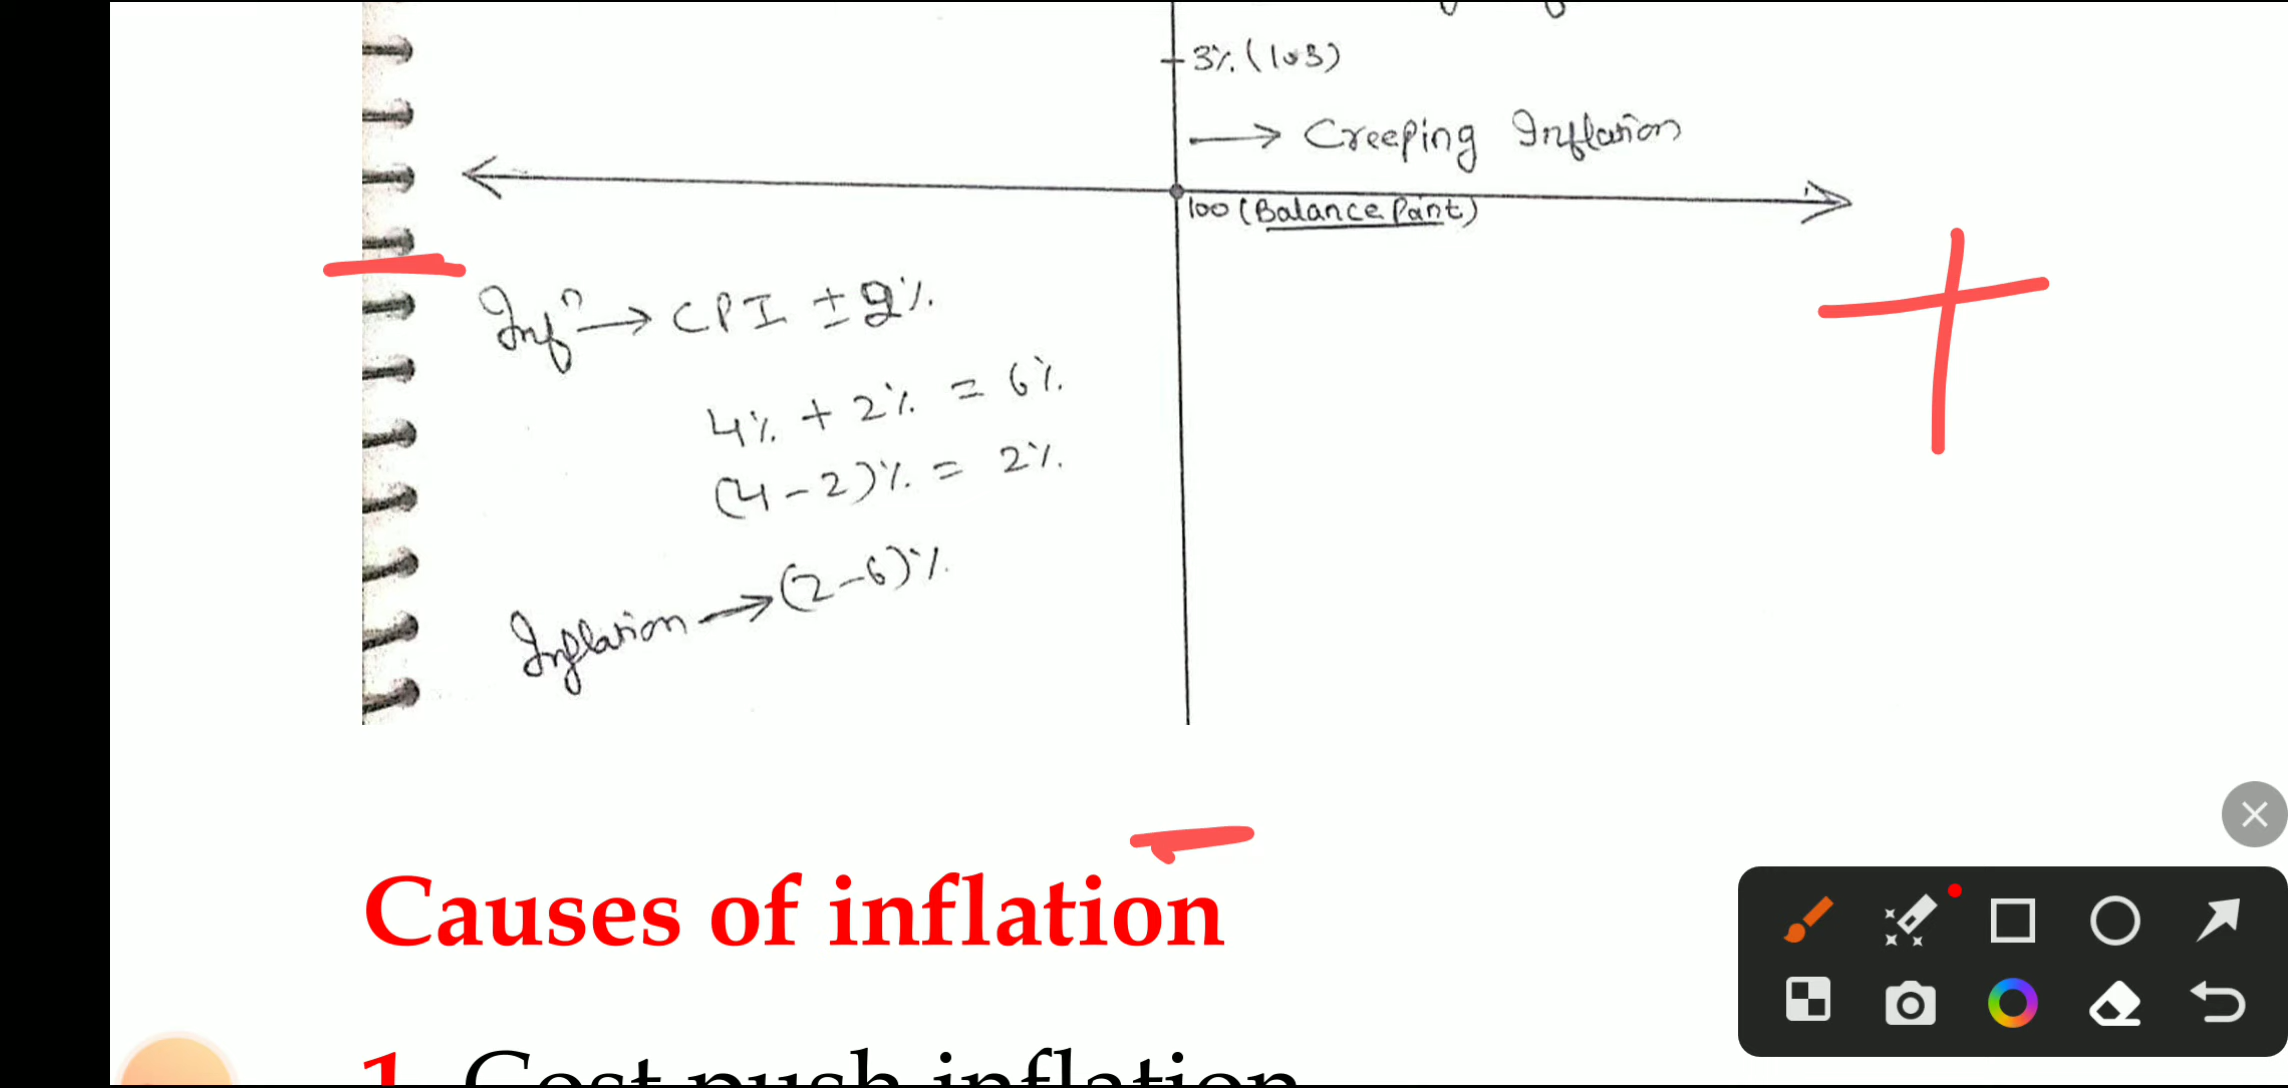 3% (103)
→ Creeping Inflation
100 (Balance Point)
Infⁿ → CPI ± 2%
4% + 2% = 6%
(4-2)% = 2%
Inflation → (2-6)%
Causes of inflation
1. Cost push inflation